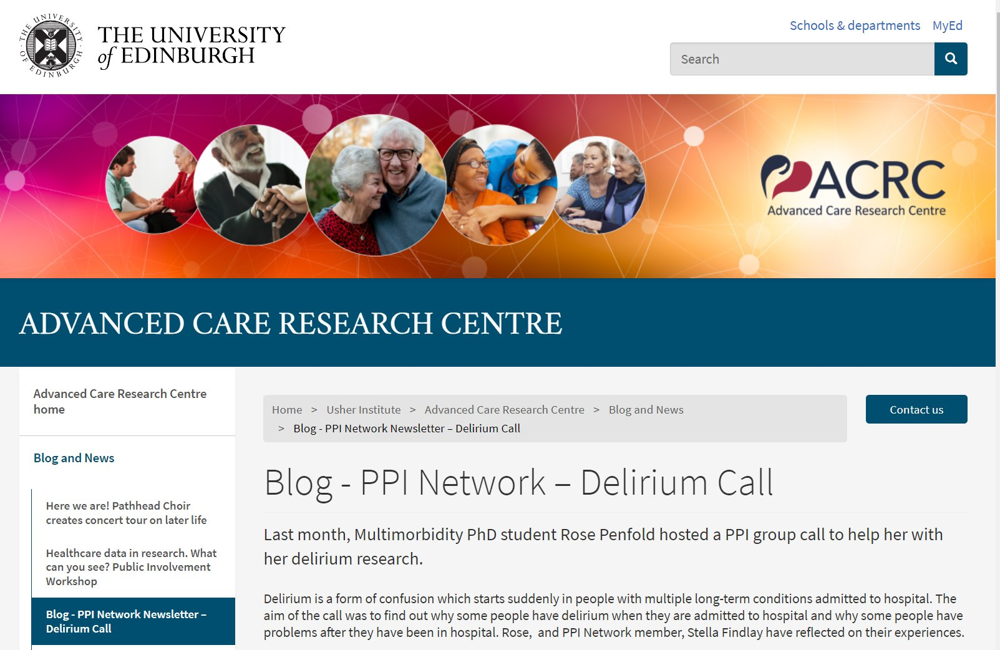 THE UNIVERSITY OF EDINBURGH
THE UNIVERSITY
of EDINBURGH
Schools & departments MyEd
Search
ACRC
Advanced Care Research Centre
ADVANCED CARE RESEARCH CENTRE
Advanced Care Research Centre
home
Blog and News
Here we are! Pathhead Choir
creates concert tour on later life
Healthcare data in research. What
can you see? Public Involvement
Workshop
Blog - PPI Network Newsletter –
Delirium Call
Home > Usher Institute > Advanced Care Research Centre > Blog and News
> Blog - PPI Network Newsletter – Delirium Call
Contact us
Blog - PPI Network – Delirium Call
Last month, Multimorbidity PhD student Rose Penfold hosted a PPI group call to help her with
her delirium research.
Delirium is a form of confusion which starts suddenly in people with multiple long-term conditions admitted to hospital. The
aim of the call was to find out why some people have delirium when they are admitted to hospital and why some people have
problems after they have been in hospital. Rose,  and PPI Network member, Stella Findlay have reflected on their experiences.